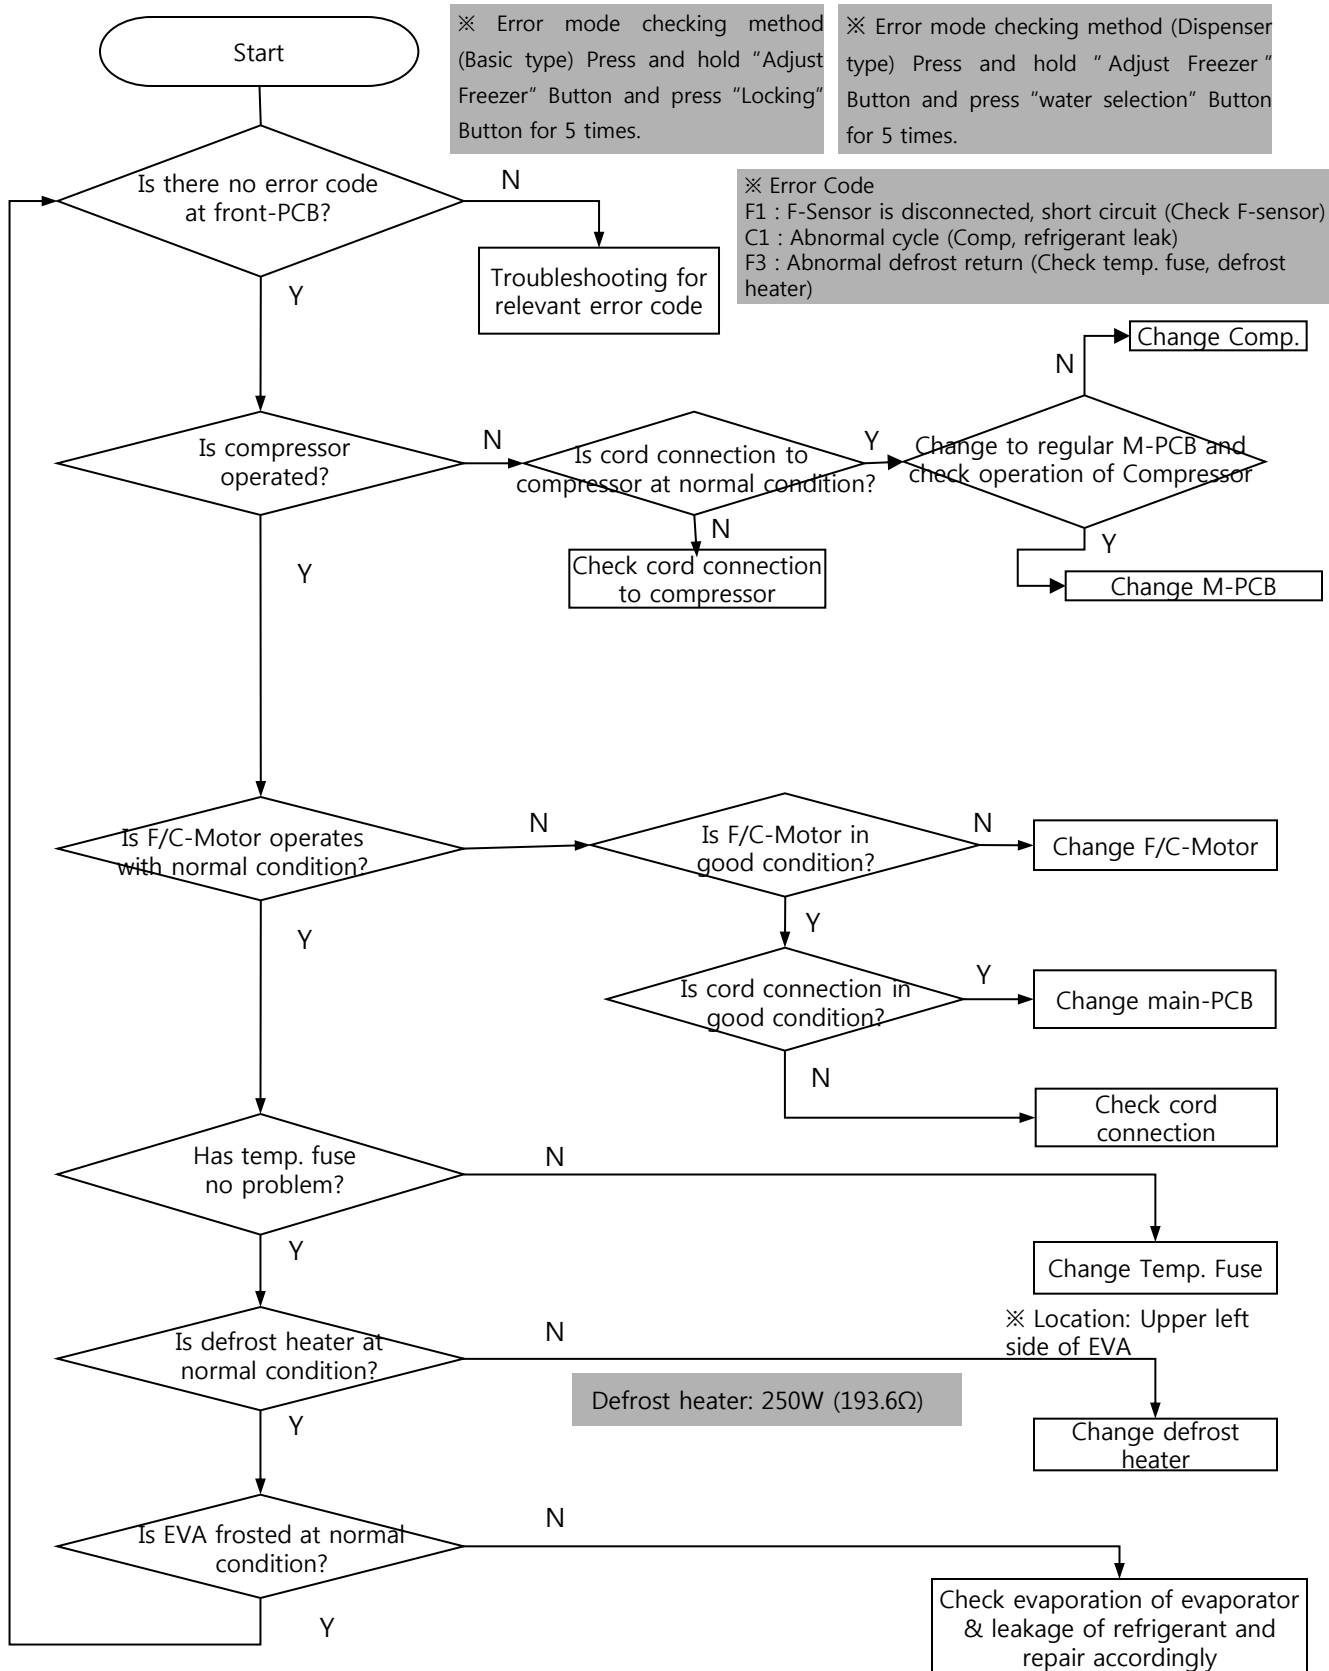 Start
※ Error mode checking method
(Basic type) Press and hold “Adjust
Freezer” Button and press “Locking”
Button for 5 times.
※ Error mode checking method (Dispenser
type) Press and hold “ Adjust Freezer ”
Button and press “water selection” Button
for 5 times.
Is there no error code
at front-PCB?
N
Y
Troubleshooting for
relevant error code
※ Error Code
F1 : F-Sensor is disconnected, short circuit (Check F-sensor)
C1 : Abnormal cycle (Comp, refrigerant leak)
F3 : Abnormal defrost return (Check temp. fuse, defrost
heater)
Change Comp.
N
Is compressor
operated?
N
Is cord connection to
compressor at normal condition?
Y
Change to regular M-PCB and
check operation of Compressor
N
Y
Check cord connection
to compressor
Change M-PCB
Y
Is F/C-Motor operates
with normal condition?
N
Is F/C-Motor in
good condition?
N
Change F/C-Motor
Y
Y
Is cord connection in
good condition?
Y
Change main-PCB
N
Check cord
connection
Has temp. fuse
no problem?
N
Y
Change Temp. Fuse
※ Location: Upper left
side of EVA
Is defrost heater at
normal condition?
N
Defrost heater: 250W (193.6Ω)
Y
Change defrost
heater
Is EVA frosted at normal
condition?
N
Y
Check evaporation of evaporator
& leakage of refrigerant and
repair accordingly